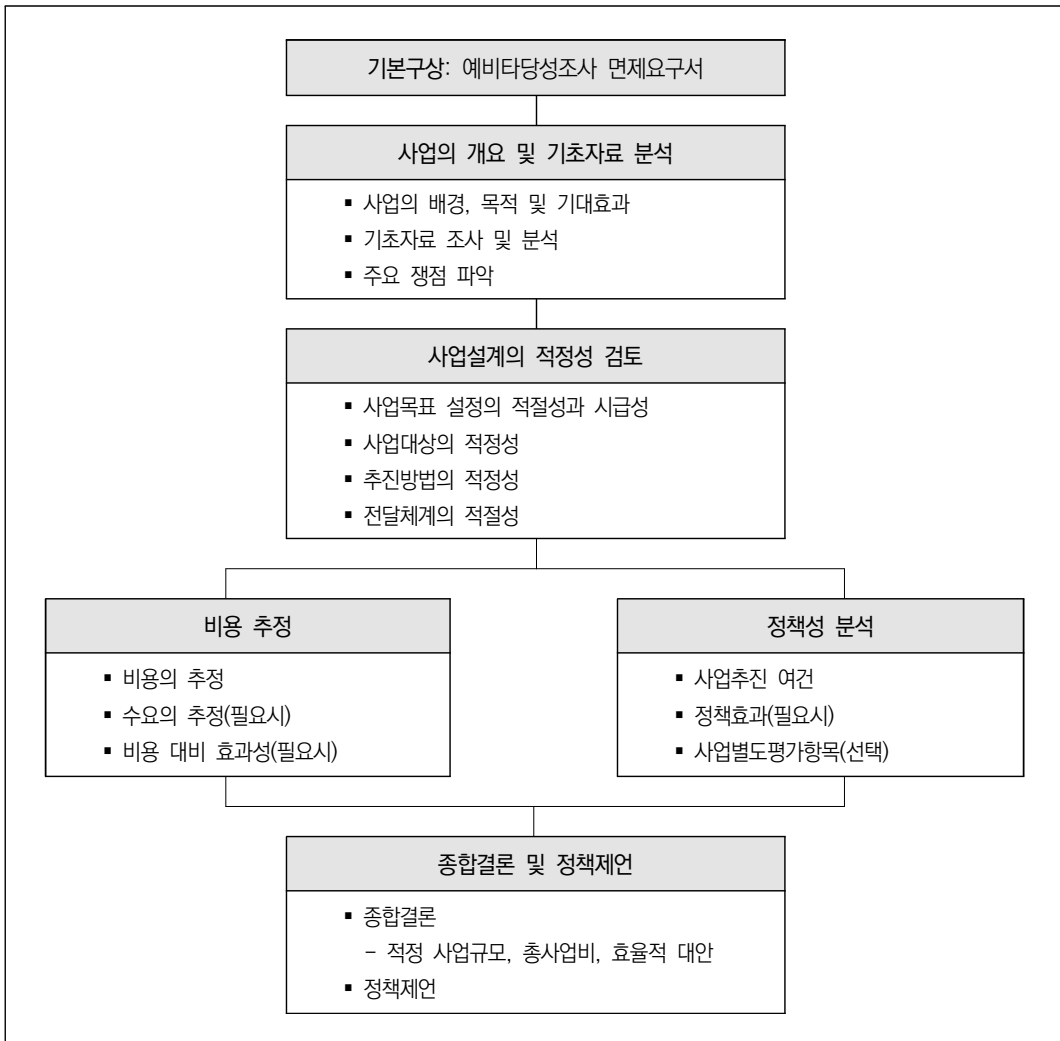 기본구상: 예비타당성조사 면제요구서
사업의 개요 및 기초자료 분석
▪ 사업의 배경, 목적 및 기대효과
▪ 기초자료 조사 및 분석
▪ 주요 쟁점 파악
사업설계의 적정성 검토
▪ 사업목표 설정의 적절성과 시급성
▪ 사업대상의 적정성
▪ 추진방법의 적정성
▪ 전달체계의 적절성
비용 추정
▪ 비용의 추정
▪ 수요의 추정(필요시)
▪ 비용 대비 효과성(필요시)
정책성 분석
▪ 사업추진 여건
▪ 정책효과(필요시)
▪ 사업별도평가항목(선택)
종합결론 및 정책제언
▪ 종합결론
− 적정 사업규모, 총사업비, 효율적 대안
▪ 정책제언